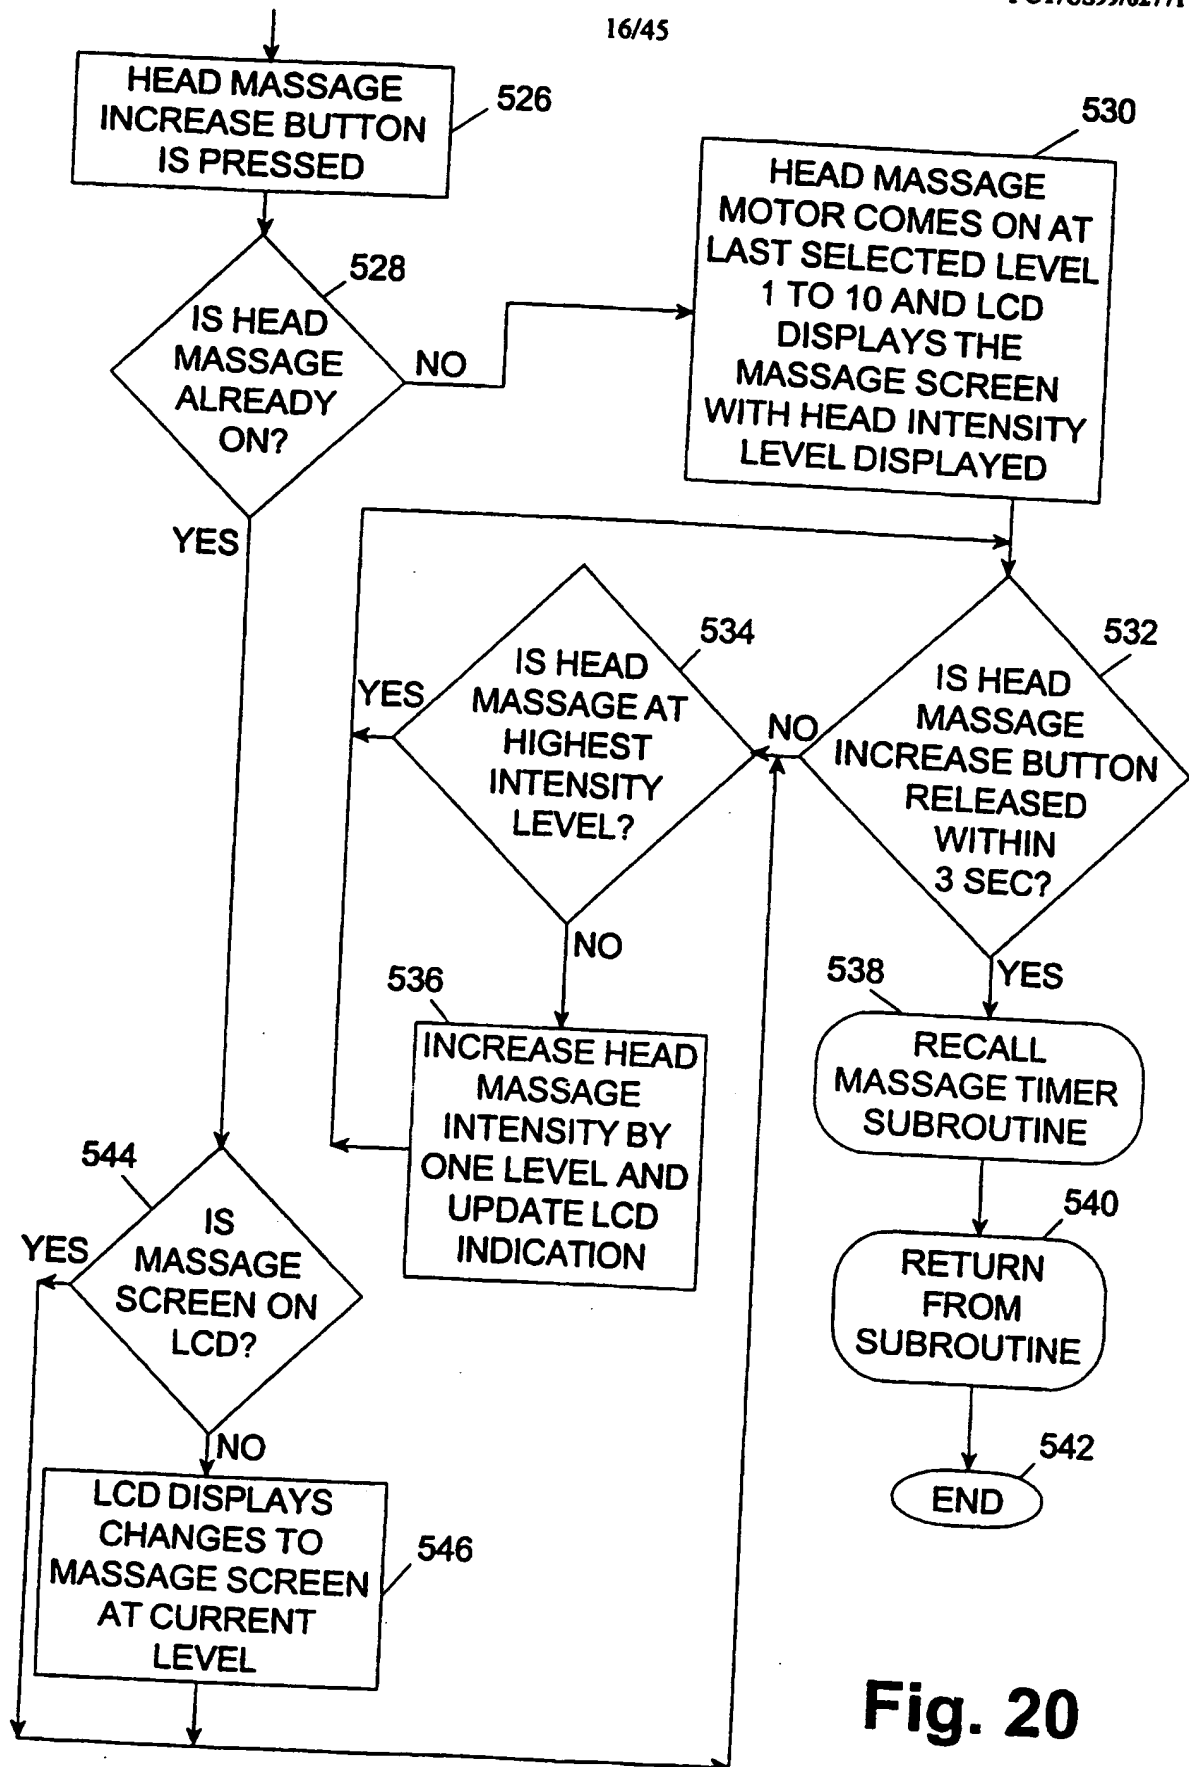 16/45
HEAD MASSAGE
INCREASE BUTTON
IS PRESSED
526
530
HEAD MASSAGE
MOTOR COMES ON AT
LAST SELECTED LEVEL
1 TO 10 AND LCD
DISPLAYS THE
MASSAGE SCREEN
WITH HEAD INTENSITY
LEVEL DISPLAYED
528
IS HEAD
MASSAGE
ALREADY
ON?
NO
YES
534
IS HEAD
MASSAGE AT
HIGHEST
INTENSITY
LEVEL?
YES
NO
532
IS HEAD
MASSAGE
INCREASE BUTTON
RELEASED
WITHIN
3 SEC?
NO
YES
536
INCREASE HEAD
MASSAGE
INTENSITY BY
ONE LEVEL AND
UPDATE LCD
INDICATION
538
RECALL
MASSAGE TIMER
SUBROUTINE
540
RETURN
FROM
SUBROUTINE
542
END
544
IS
MASSAGE
SCREEN ON
LCD?
YES
NO
LCD DISPLAYS
CHANGES TO
MASSAGE SCREEN
AT CURRENT
LEVEL
546
Fig. 20